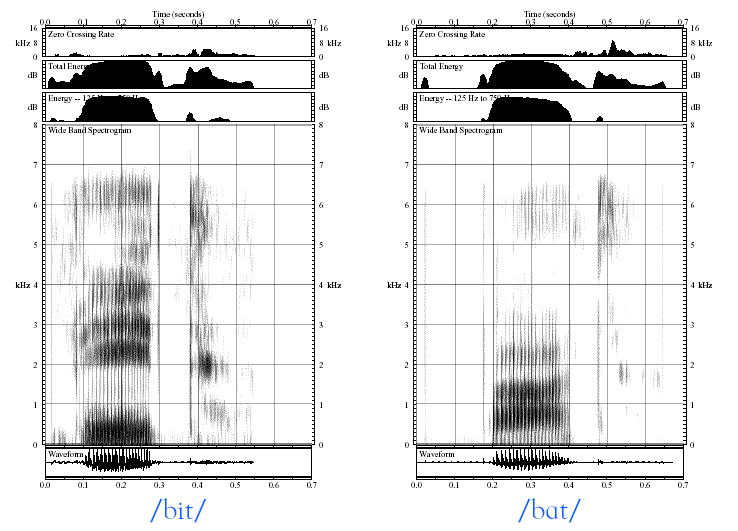 Time (seconds)
0.0 0.1 0.2 0.3 0.4 0.5 0.6 0.7
16
kHz 8
0
Zero Crossing Rate
16
8 kHz
0
dB
Total Energy
dB
dB
Energy -- 125 Hz to 750 Hz
dB
Wide Band Spectrogram
8 8
7 7
6 6
5 5
kHz 4 4 kHz
3 3
2 2
1 1
0 0
Waveform
0.0 0.1 0.2 0.3 0.4 0.5 0.6 0.7
/bit/
Time (seconds)
0.0 0.1 0.2 0.3 0.4 0.5 0.6 0.7
16
kHz 8
0
Zero Crossing Rate
16
8 kHz
0
dB
Total Energy
dB
dB
Energy -- 125 Hz to 750
dB
Wide Band Spectrogram
8 8
7 7
6 6
5 5
kHz 4 4 kHz
3 3
2 2
1 1
0 0
Waveform
0.0 0.1 0.2 0.3 0.4 0.5 0.6 0.7
/bat/